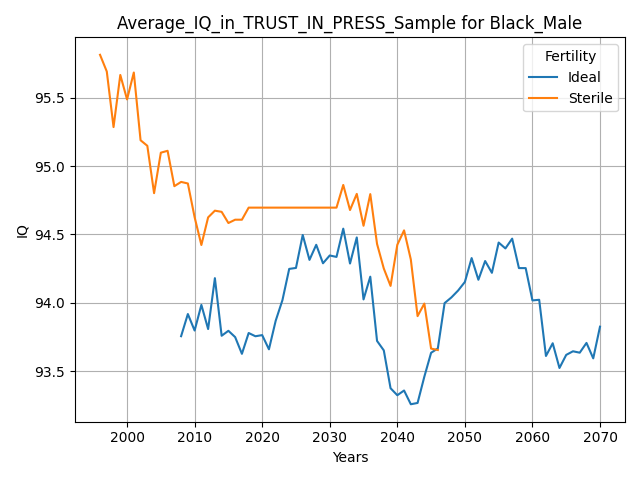 Average_IQ_in_TRUST_IN_PRESS_Sample for Black_Male
Fertility
Ideal
Sterile
IQ
95.5
95.0
94.5
94.0
93.5
2000 2010 2020 2030 2040 2050 2060 2070
Years